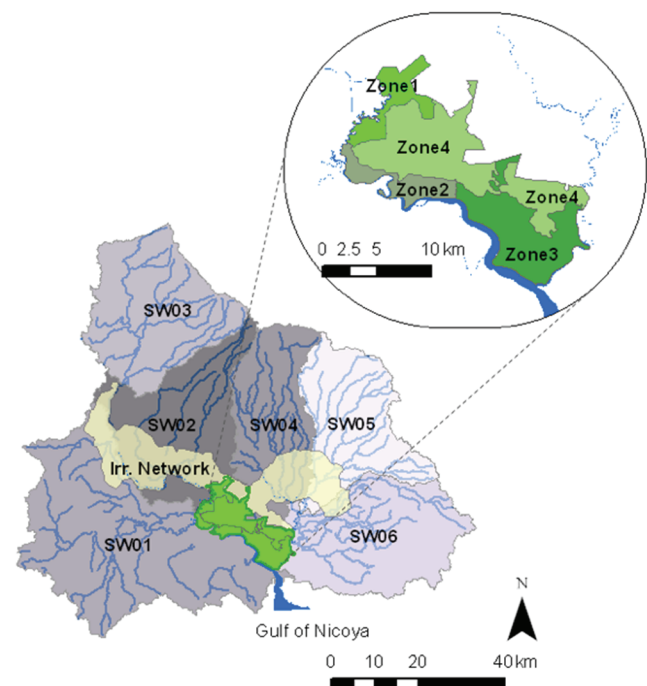 Zone1
Zone4
Zone2
Zone4
Zone3
0 2.5 5 10 km
SW03
SW02
SW04
SW05
Irr. Network
SW01
SW06
Gulf of Nicoya
N
0 10 20 40 km